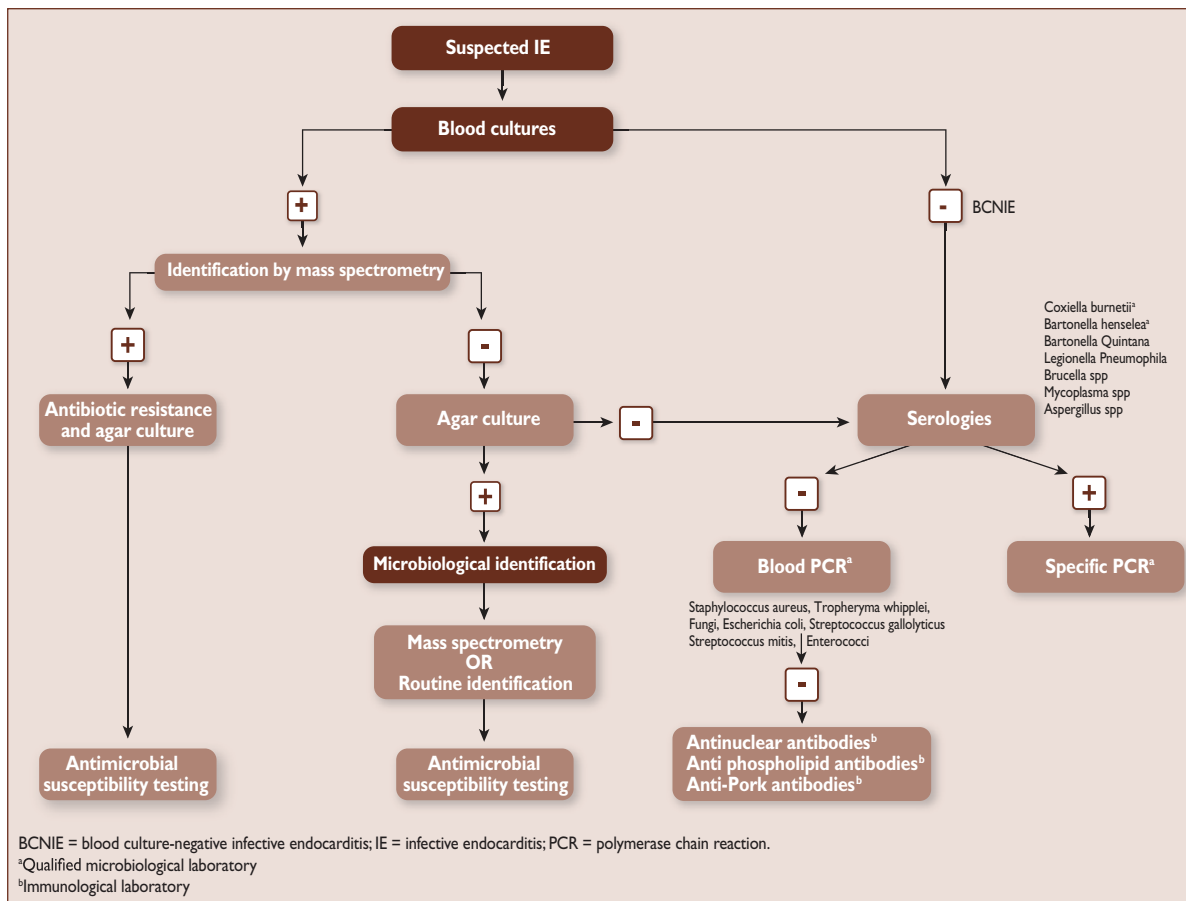 Suspected IE
Blood cultures
+
-
BCNIE
Identification by mass spectrometry
+
-
Coxiella burnetiiᵃ
Bartonella henseleaᵃ
Bartonella Quintana
Legionella Pneumophila
Brucella spp
Mycoplasma spp
Aspergillus spp
Antibiotic resistance
and agar culture
Agar culture
-
Serologies
+
-
+
Microbiological identification
Blood PCRᵃ
Specific PCRᵃ
Staphylococcus aureus, Tropheryma whipplei,
Fungi, Escherichia coli, Streptococcus gallolyticus
Streptococcus mitis, Enterococci
Mass spectrometry
OR
Routine identification
-
Antinuclear antibodiesᵇ
Anti phospholipid antibodiesᵇ
Anti-Pork antibodiesᵇ
Antimicrobial
susceptibility testing
Antimicrobial
susceptibility testing
BCNIE = blood culture-negative infective endocarditis; IE = infective endocarditis; PCR = polymerase chain reaction.
ᵃQualified microbiological laboratory
ᵇImmunological laboratory